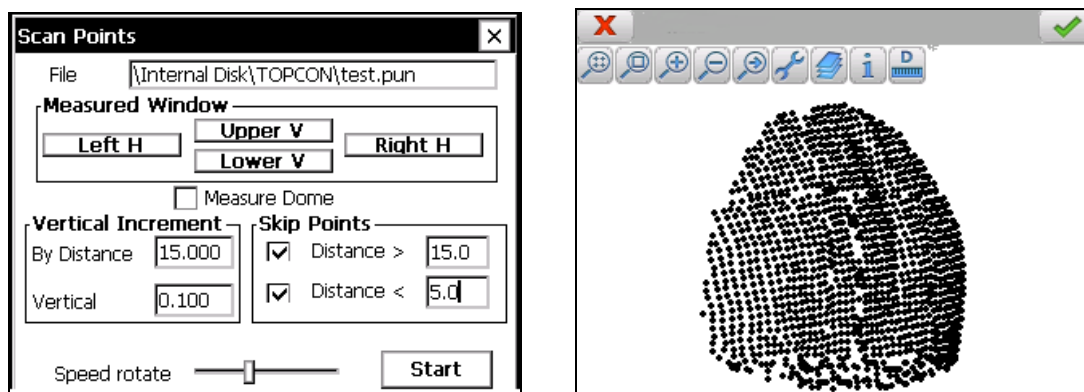 Scan Points
File \Internal Disk\TOPCON\test.pun
Measured Window
Left H Upper V Right H
Lower V
Measure Dome
Vertical Increment Skip Points
By Distance 15.000 Distance > 15.0
Vertical 0.100 Distance < 5.0
Speed rotate Start
i D